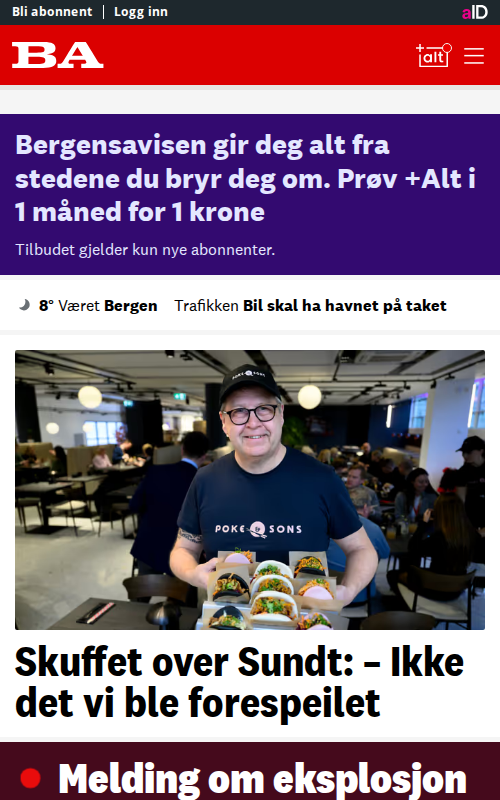 Bli abonnent | Logg inn
aID
BA
+alt
Bergensavisen gir deg alt fra
stedene du bryr deg om. Prøv +Alt i
1 måned for 1 krone
Tilbudet gjelder kun nye abonnenter.
8° Været Bergen Trafikken Bil skal ha havnet på taket
POKE & SONS
POKE & SONS
Skuffet over Sundt: – Ikke
det vi ble forespeilet
Melding om eksplosjon